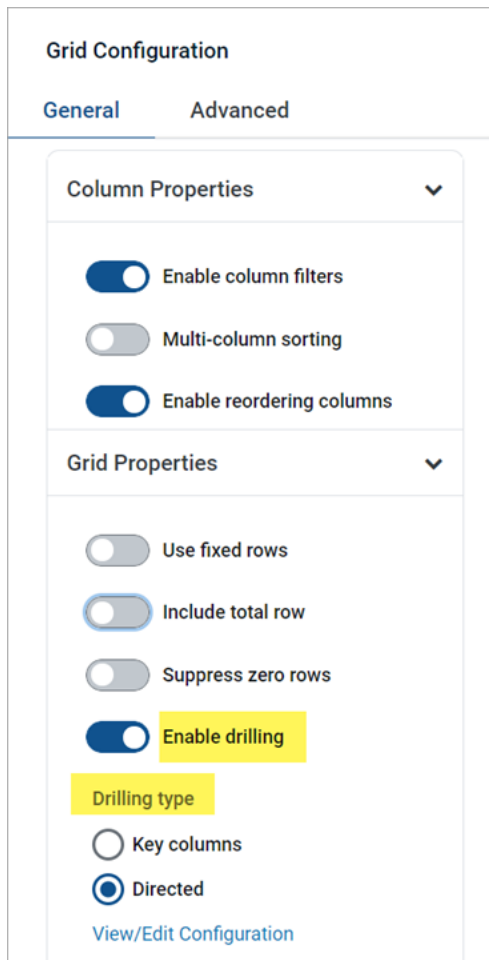 Grid Configuration
General Advanced
Column Properties
Enable column filters
Multi-column sorting
Enable reordering columns
Grid Properties
Use fixed rows
Include total row
Suppress zero rows
Enable drilling
Drilling type
Key columns
Directed
View/Edit Configuration